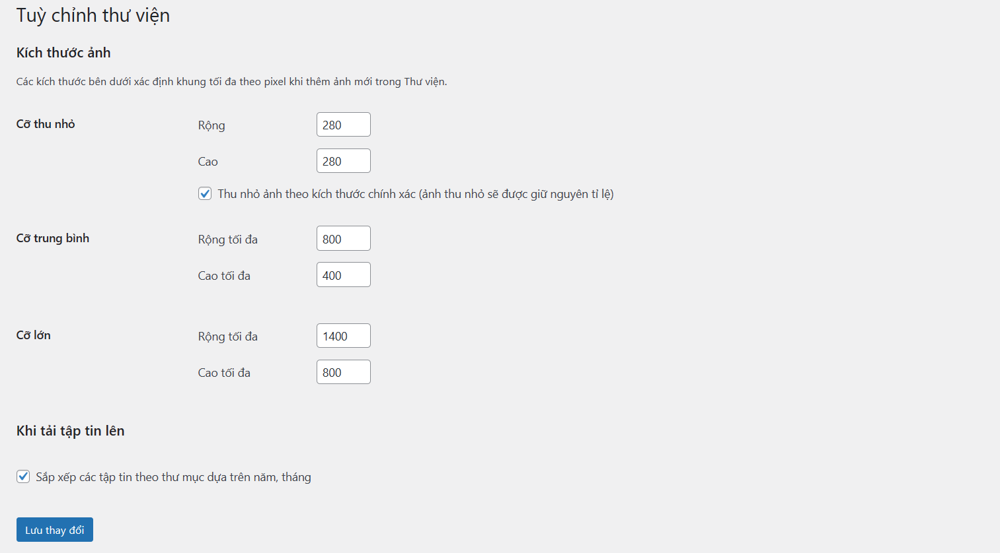 Tuỳ chỉnh thư viện
Kích thước ảnh
Các kích thước bên dưới xác định khung tối đa theo pixel khi thêm ảnh mới trong Thư viện.
Cỡ thu nhỏ
Rộng 280
Cao 280
Thu nhỏ ảnh theo kích thước chính xác (ảnh thu nhỏ sẽ được giữ nguyên tỉ lệ)
Cỡ trung bình
Rộng tối đa 800
Cao tối đa 400
Cỡ lớn
Rộng tối đa 1400
Cao tối đa 800
Khi tải tập tin lên
Sắp xếp các tập tin theo thư mục dựa trên năm, tháng
Lưu thay đổi